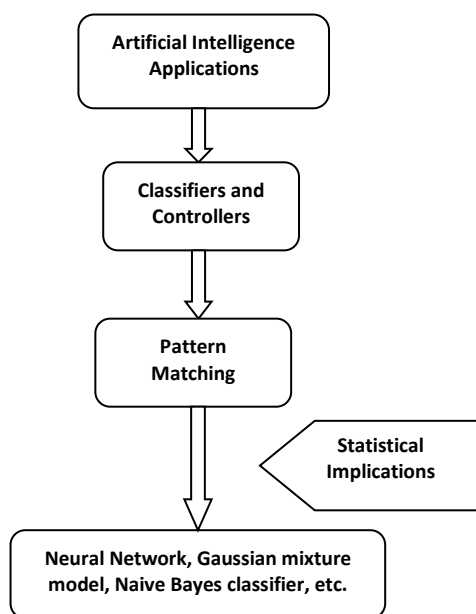 Artificial Intelligence
Applications
Classifiers and
Controllers
Pattern
Matching
Statistical
Implications
Neural Network, Gaussian mixture
model, Naive Bayes classifier, etc.